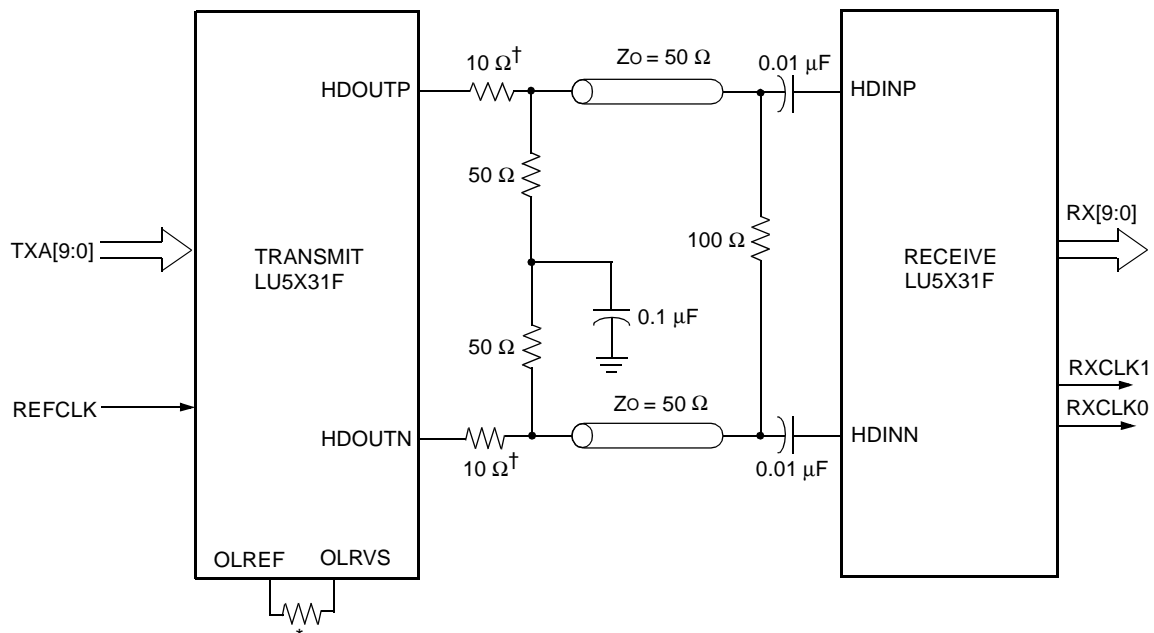 10 Ω†
ZO = 50 Ω
0.01 μF
HDOUTP
HDINP
50 Ω
TXA[9:0]
TRANSMIT
LU5X31F
100 Ω
RECEIVE
LU5X31F
RX[9:0]
0.1 μF
50 Ω
REFCLK
ZO = 50 Ω
RXCLK1
RXCLK0
HDOUTN
HDINN
10 Ω†
0.01 μF
OLREF
OLRVS
*